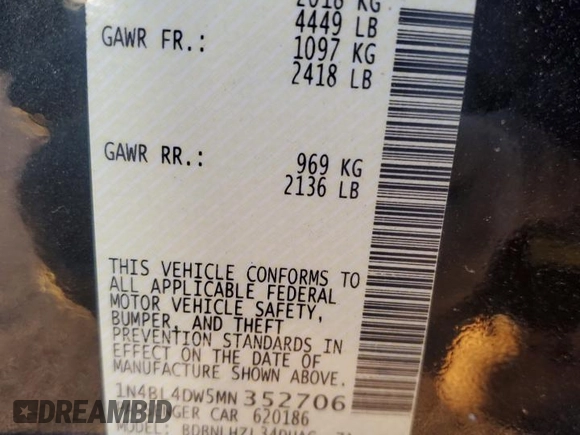 2018 KG
4449 LB
GAWR FR.: 1097 KG
2418 LB
GAWR RR.: 969 KG
2136 LB
THIS VEHICLE CONFORMS TO
ALL APPLICABLE FEDERAL
MOTOR VEHICLE SAFETY,
BUMPER, AND THEFT
PREVENTION STANDARDS IN
EFFECT ON THE DATE OF
MANUFACTURE SHOWN ABOVE.
1N4BL4DW5MN352706
CAR 620186
DREAMBID